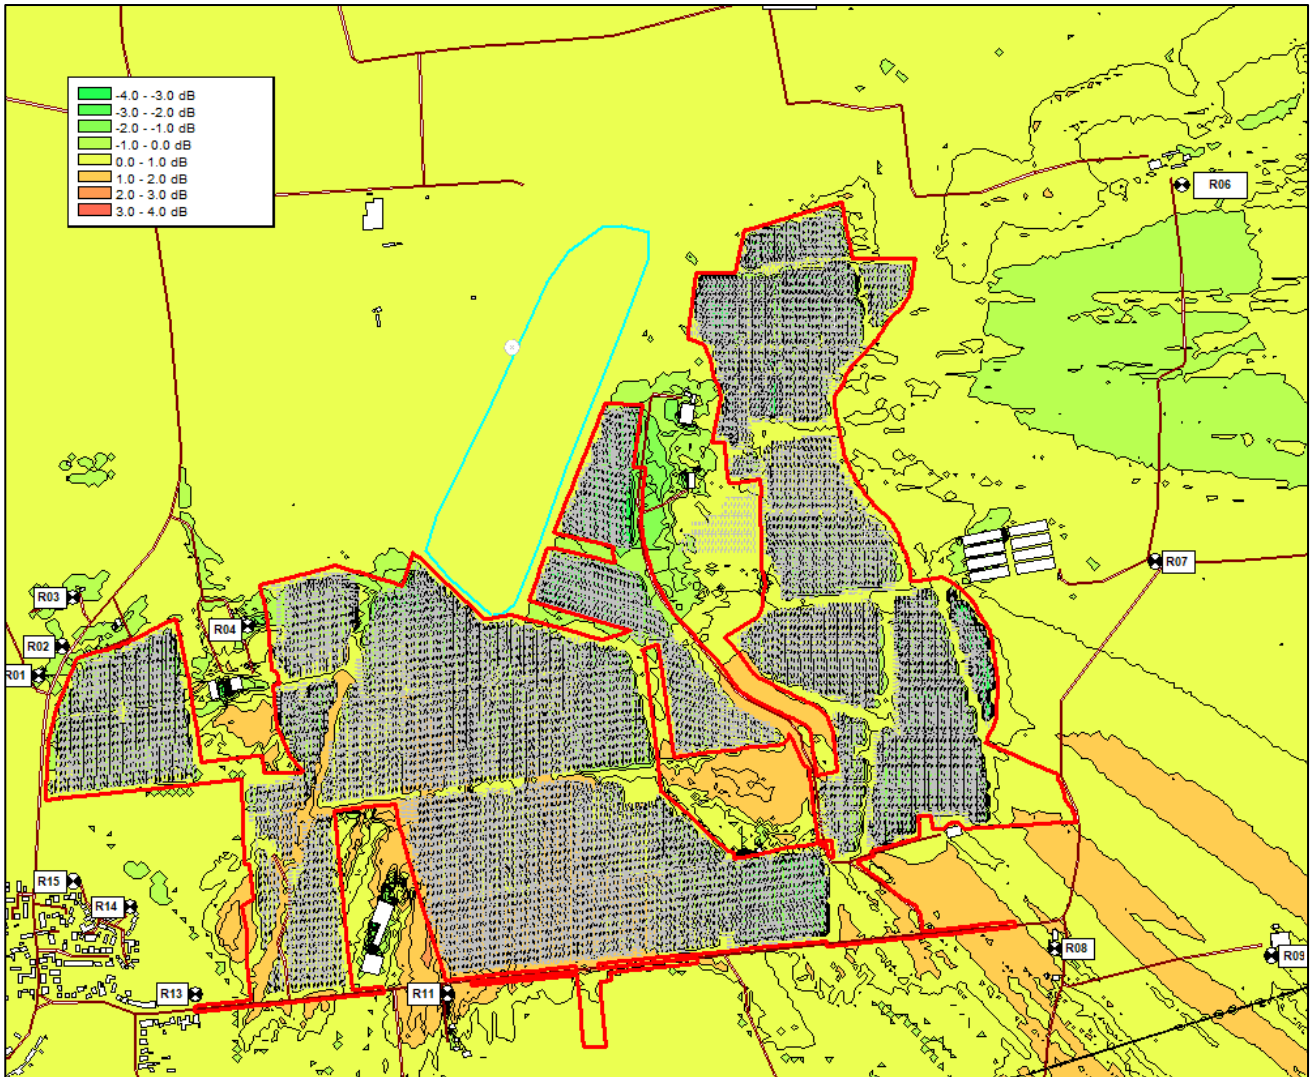 -4.0 - -3.0 dB
-3.0 - -2.0 dB
-2.0 - -1.0 dB
-1.0 - 0.0 dB
0.0 - 1.0 dB
1.0 - 2.0 dB
2.0 - 3.0 dB
3.0 - 4.0 dB
R06
R07
R03
R04
R02
R01
R15
R14
R08
R09
R13
R11